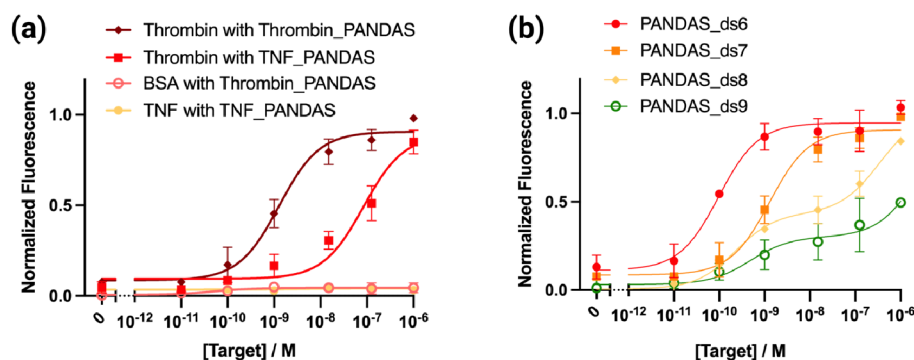 (a)
Thrombin with Thrombin_PANDAS
Thrombin with TNF_PANDAS
BSA with Thrombin_PANDAS
TNF with TNF_PANDAS
Normalized Fluorescence
1.0
0.5
0.0
0
10-12
10-11
10-10
10-9
10-8
10-7
10-6
[Target] / M
(b)
PANDAS_ds6
PANDAS_ds7
PANDAS_ds8
PANDAS_ds9
Normalized Fluorescence
1.0
0.5
0.0
0
10-12
10-11
10-10
10-9
10-8
10-7
10-6
[Target] / M